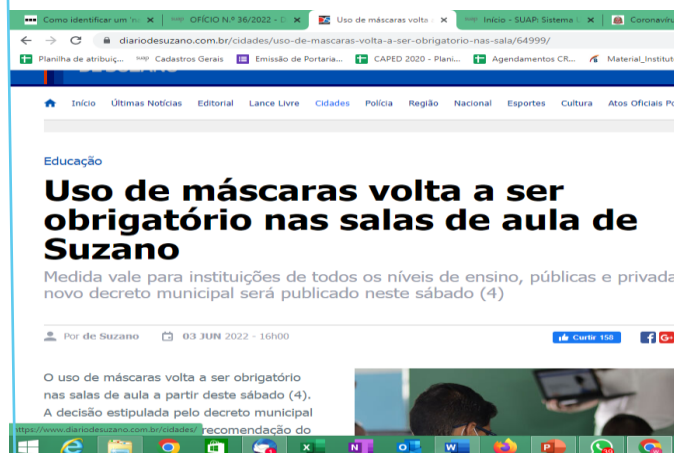 Como identificar um 'n
OFÍCIO N.º 36/2022 - D
Uso de máscaras volta a
Início - SUAP: Sistema U
Coronavíru
diariodesuzano.com.br/cidades/uso-de-mascaras-volta-a-ser-obrigatorio-nas-sala/64999/
Planilha de atribuiç...
Cadastros Gerais
Emissão de Portaria...
CAPED 2020 - Plani...
Agendamentos CR...
Material_Institut
Início Últimas Notícias Editorial Lance Livre Cidades Polícia Região Nacional Esportes Cultura Atos Oficiais Po
Educação
Uso de máscaras volta a ser
obrigatório nas salas de aula de
Suzano
Medida vale para instituições de todos os níveis de ensino, públicas e privada
novo decreto municipal será publicado neste sábado (4)
Por de Suzano 03 JUN 2022 - 16h00
Curtir 158
G+
O uso de máscaras volta a ser obrigatório
nas salas de aula a partir deste sábado (4).
A decisão estipulada pelo decreto municipal
https://www.diariodesuzano.com.br/cidades/ recomendação do